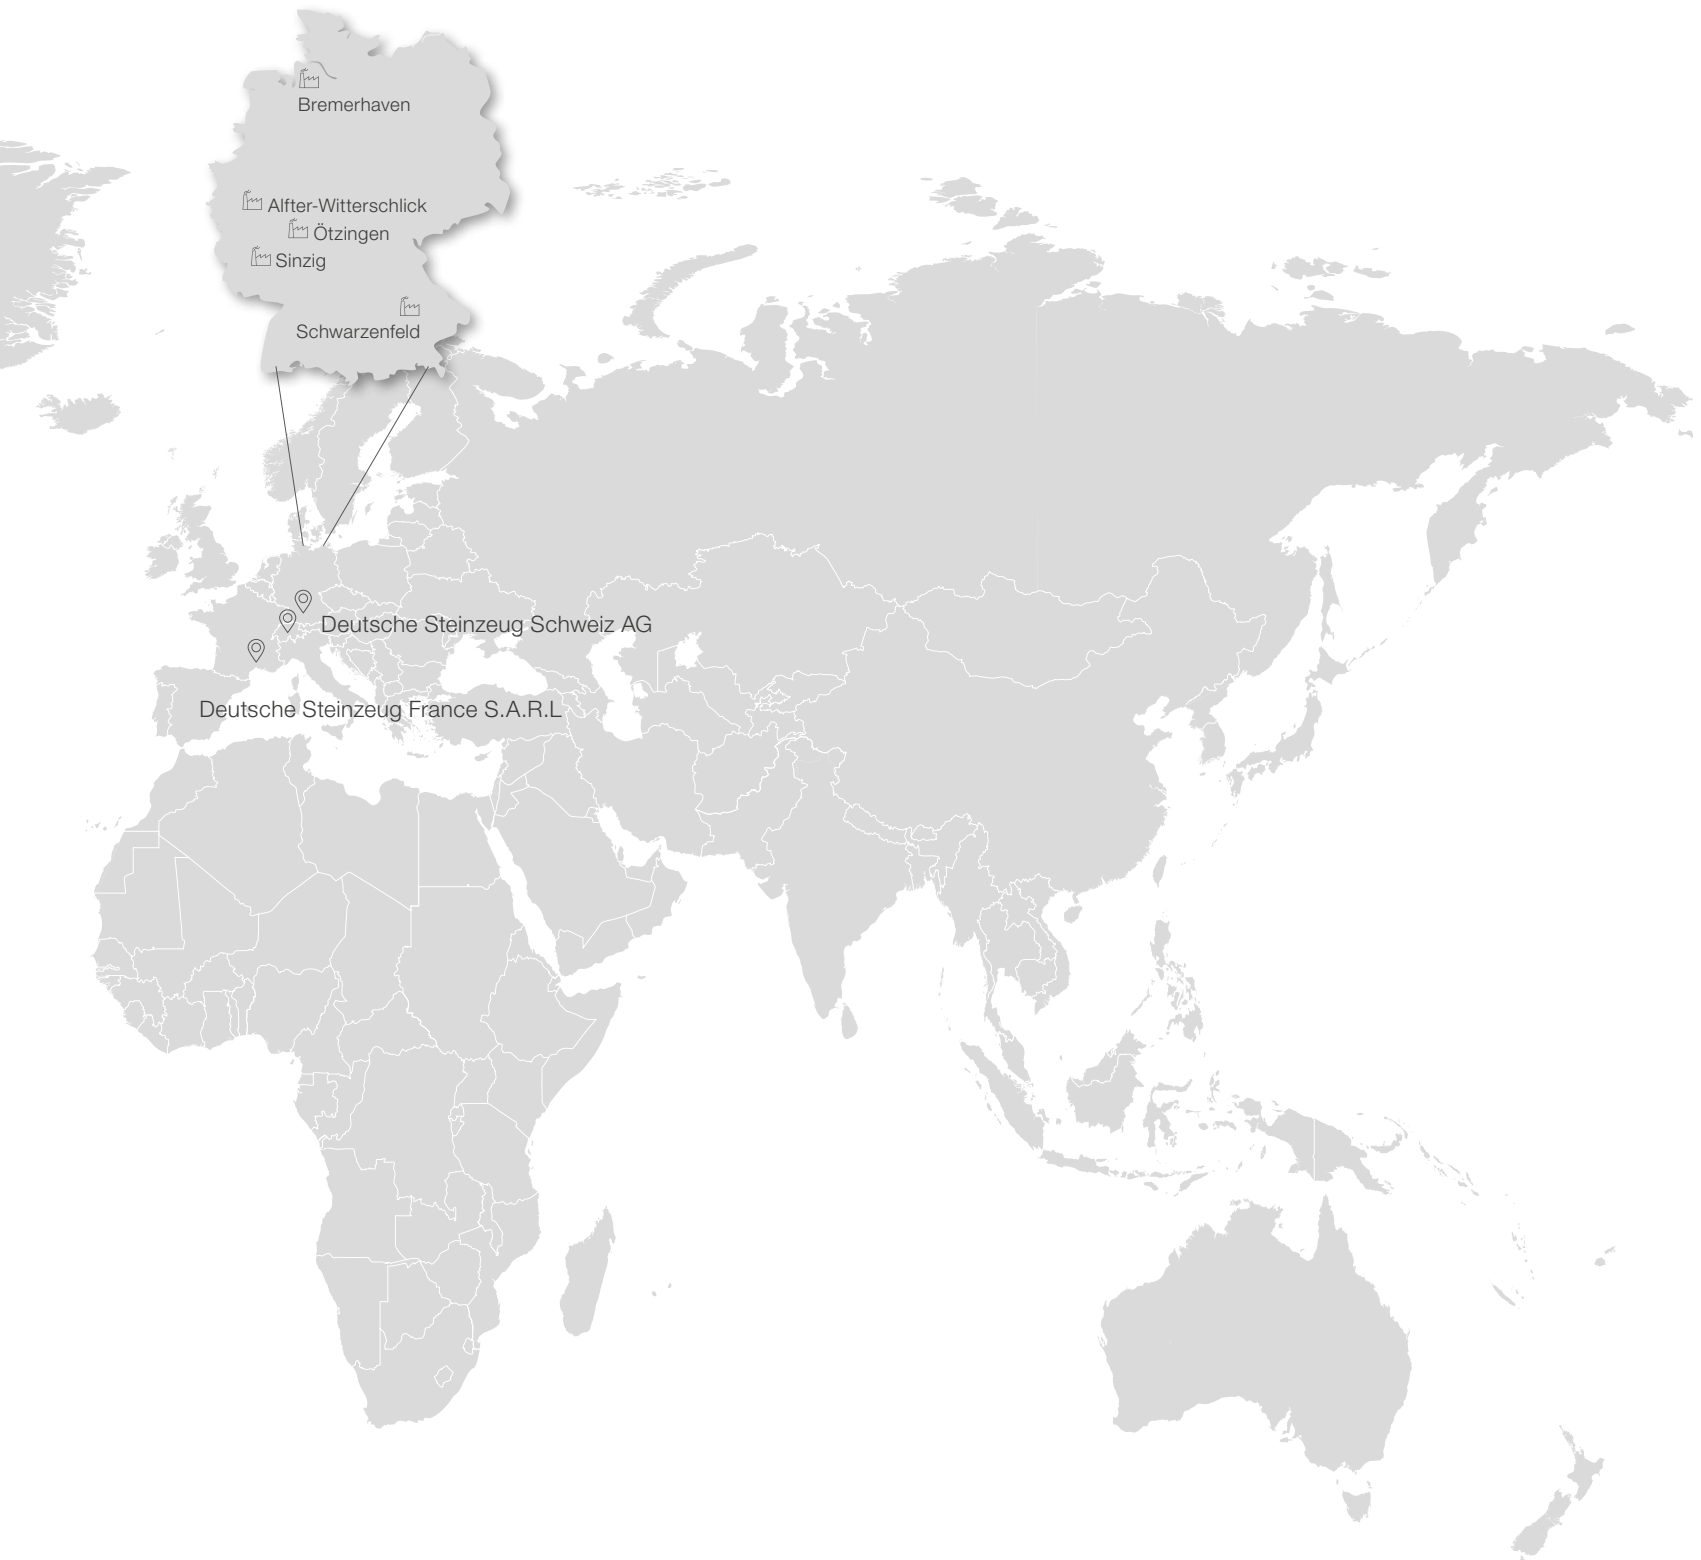 Bremerhaven
Alfter-Witterschlick
Ötzingen
Sinzig
Schwarzenfeld
Deutsche Steinzeug Schweiz AG
Deutsche Steinzeug France S.A.R.L